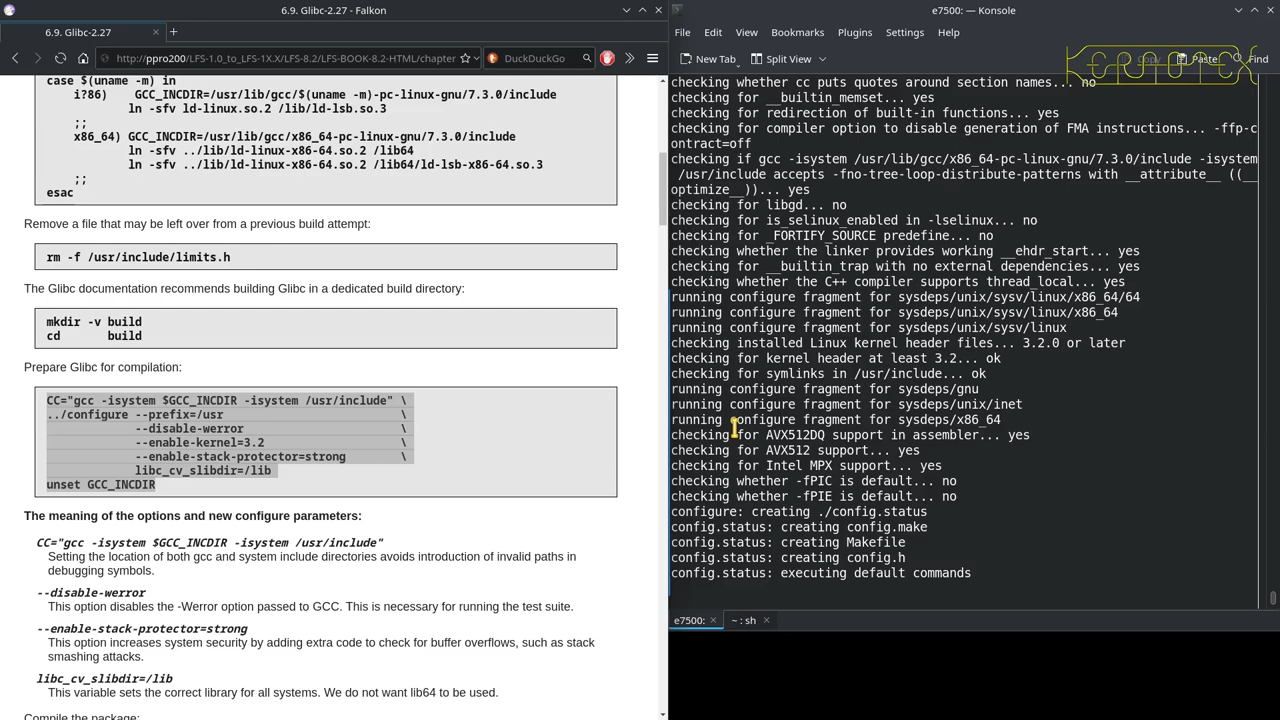 6.9. Glibc-2.27 - Falkon
6.9. Glibc-2.27
http://ppro200/LFS-1.0_to_LFS-1X.X/LFS-8.2/LFS-BOOK-8.2-HTML/chapter
DuckDuckGo
case $(uname -m) in
i?86) GCC_INCDIR=/usr/lib/gcc/$(uname -m)-pc-linux-gnu/7.3.0/include
ln -sfv ld-linux.so.2 /lib/ld-lsb.so.3
;;
x86_64) GCC_INCDIR=/usr/lib/gcc/x86_64-pc-linux-gnu/7.3.0/include
ln -sfv ../lib/ld-linux-x86-64.so.2 /lib64
ln -sfv ../lib/ld-linux-x86-64.so.2 /lib64/ld-lsb-x86-64.so.3
;;
esac
Remove a file that may be left over from a previous build attempt:
rm -f /usr/include/limits.h
The Glibc documentation recommends building Glibc in a dedicated build directory:
mkdir -v build
cd build
Prepare Glibc for compilation:
CC="gcc -isystem $GCC_INCDIR -isystem /usr/include" \
../configure --prefix=/usr \
--disable-werror \
--enable-kernel=3.2 \
--enable-stack-protector=strong \
libc_cv_slibdir=/lib
unset GCC_INCDIR
The meaning of the options and new configure parameters:
CC="gcc -isystem $GCC_INCDIR -isystem /usr/include"
Setting the location of both gcc and system include directories avoids introduction of invalid paths in
debugging symbols.
--disable-werror
This option disables the -Werror option passed to GCC. This is necessary for running the test suite.
--enable-stack-protector=strong
This option increases system security by adding extra code to check for buffer overflows, such as stack
smashing attacks.
libc_cv_slibdir=/lib
This variable sets the correct library for all systems. We do not want lib64 to be used.
Compile the package:
e7500: — Konsole
File Edit View Bookmarks Plugins Settings Help
New Tab Split View Copy Paste Find
checking whether cc puts quotes around section names... no
checking for __builtin_memset... yes
checking for redirection of built-in functions... yes
checking for compiler option to disable generation of FMA instructions... -ffp-c
ontract=off
checking if gcc -isystem /usr/lib/gcc/x86_64-pc-linux-gnu/7.3.0/include -isystem
/usr/include accepts -fno-tree-loop-distribute-patterns with __attribute__ ((__
optimize__))... yes
checking for libgd... no
checking for is_selinux_enabled in -lselinux... no
checking for _FORTIFY_SOURCE predefine... no
checking whether the linker provides working __ehdr_start... yes
checking for __builtin_trap with no external dependencies... yes
checking whether the C++ compiler supports thread_local... yes
running configure fragment for sysdeps/unix/sysv/linux/x86_64/64
running configure fragment for sysdeps/unix/sysv/linux/x86_64
running configure fragment for sysdeps/unix/sysv/linux
checking installed Linux kernel header files... 3.2.0 or later
checking for kernel header at least 3.2... ok
checking for symlinks in /usr/include... ok
running configure fragment for sysdeps/gnu
running configure fragment for sysdeps/unix/inet
running configure fragment for sysdeps/x86_64
checking for AVX512DQ support in assembler... yes
checking for AVX512 support... yes
checking for Intel MPX support... yes
checking whether -fPIC is default... no
checking whether -fPIE is default... no
configure: creating ./config.status
config.status: creating config.make
config.status: creating Makefile
config.status: creating config.h
config.status: executing default commands
e7500: ~ : sh